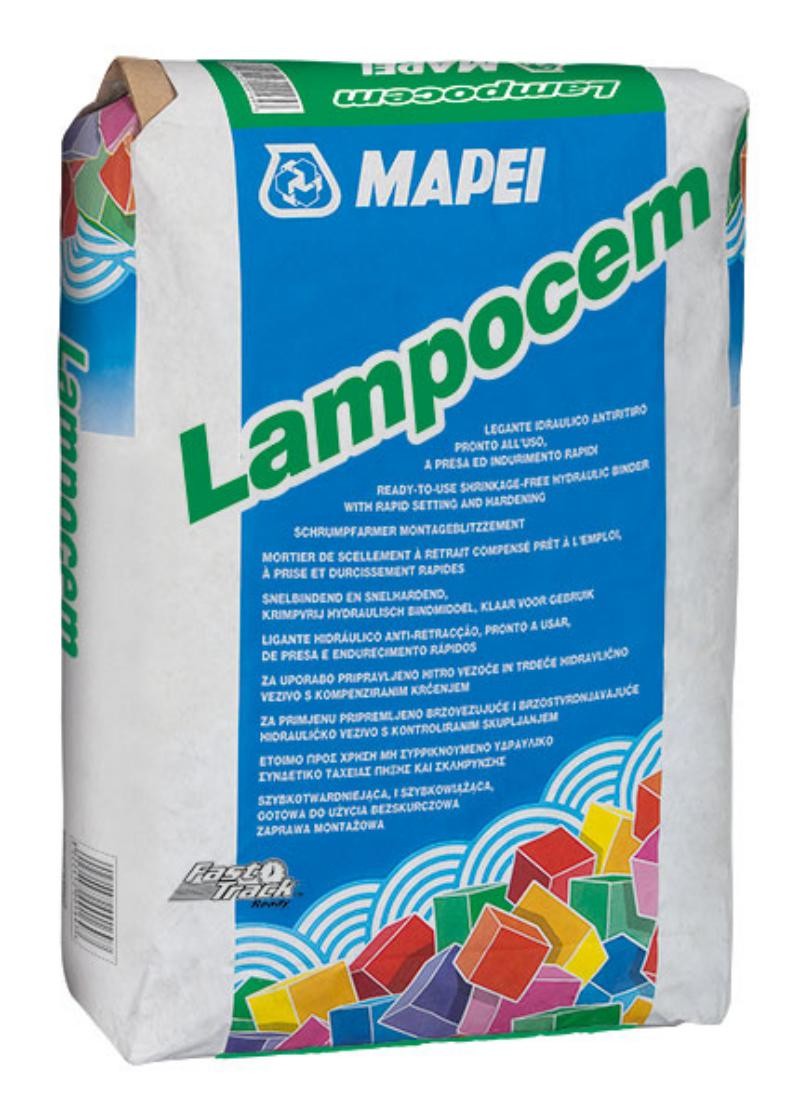 MAPEI
Lampocem
MAPEI
Lampocem
LEGANTE IDRAULICO ANTIRITIRO
PRONTO ALL'USO,
A PRESA ED INDURIMENTO RAPIDI
READY-TO-USE SHRINKAGE-FREE HYDRAULIC BINDER
WITH RAPID SETTING AND HARDENING
SCHRUMPFARMER MONTAGEBLITZZEMENT
MORTIER DE SCELLEMENT À RETRAIT COMPENSÉ PRÊT À L'EMPLOI,
À PRISE ET DURCISSEMENT RAPIDES
SNELBINDEND EN SNELHARDEND,
KRIMPVRIJ HYDRAULISCH BINDMIDDEL, KLAAR VOOR GEBRUIK
LIGANTE HIDRÁULICO ANTI-RETRACÇÃO, PRONTO A USAR,
DE PRESA E ENDURECIMENTO RÁPIDOS
ZA UPORABO PRIPRAVLJENO HITRO VEZOČE IN TRDEČE HIDRAVLIČNO
VEZIVO S KOMPENZIRANIM KRČENJEM
ZA PRIMJENU PRIPREMLJENO BRZOVEZUJUĆE I BRZOSTVRDNJAVAJUĆE
HIDRAULIČKO VEZIVO S KONTROLIRANIM SKUPLJANJEM
ΕΤΟΙΜΟ ΠΡΟΣ ΧΡΗΣΗ ΜΗ ΣΥΡΡΙΚΝΟΥΜΕΝΟ ΥΔΡΑΥΛΙΚΟ
ΣΥΝΔΕΤΙΚΟ ΤΑΧΕΙΑΣ ΠΗΞΗΣ ΚΑΙ ΣΚΛΗΡΥΝΣΗΣ
SZYBKOTWARDNIEJĄCA, I SZYBKOWIĄŻĄCA,
GOTOWA DO UŻYCIA BEZSKURCZOWA
ZAPRAWA MONTAŻOWA
Lampocem
Fast
Track
Ready